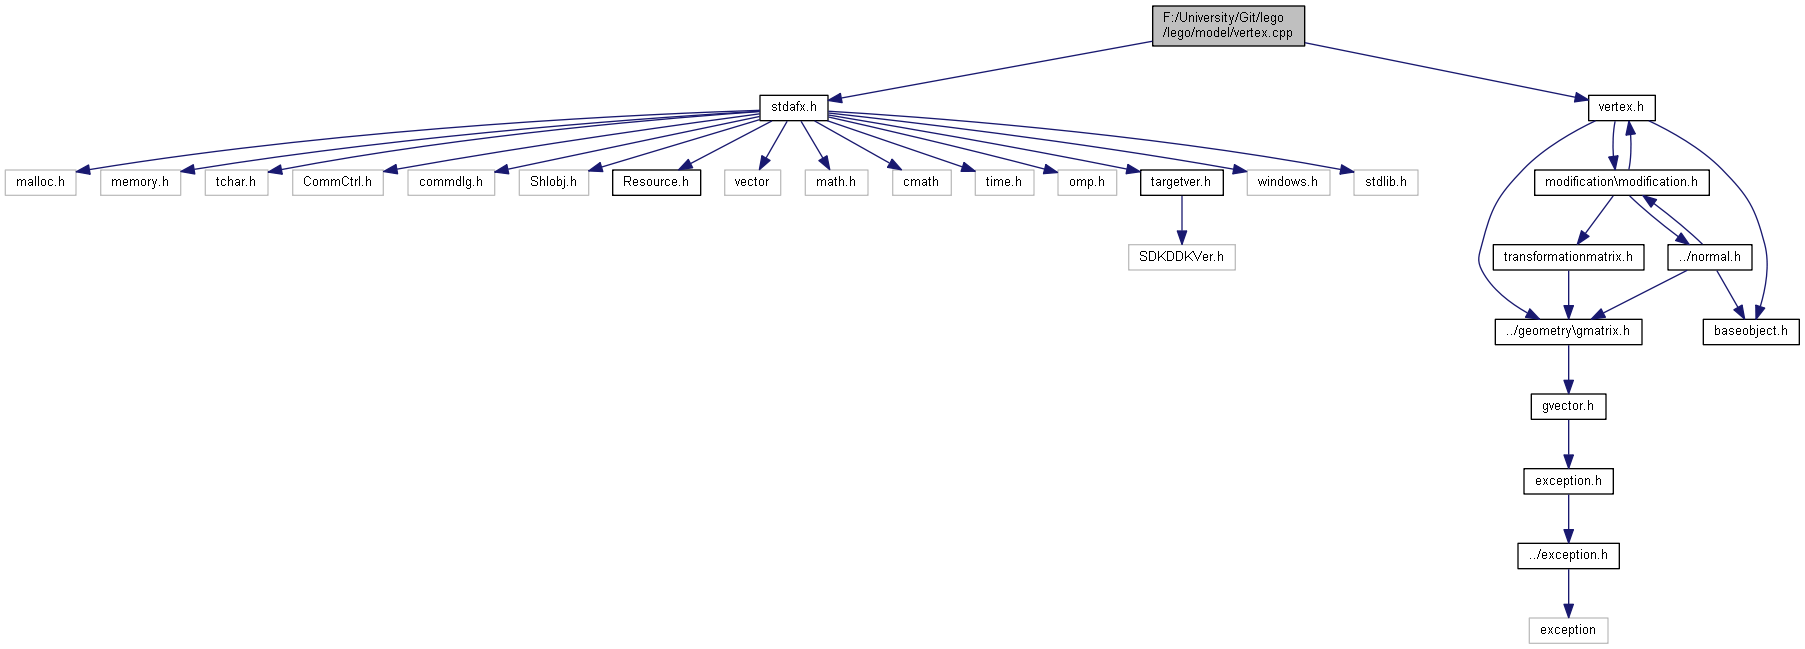 F:/University/Git/lego
/lego/model/vertex.cpp
stdafx.h
vertex.h
malloc.h
memory.h
tchar.h
CommCtrl.h
commdlg.h
Shlobj.h
Resource.h
vector
math.h
cmath
time.h
omp.h
targetver.h
windows.h
stdlib.h
modification\modification.h
SDKDDKVer.h
transformationmatrix.h
../normal.h
../geometry\gmatrix.h
baseobject.h
gvector.h
exception.h
../exception.h
exception